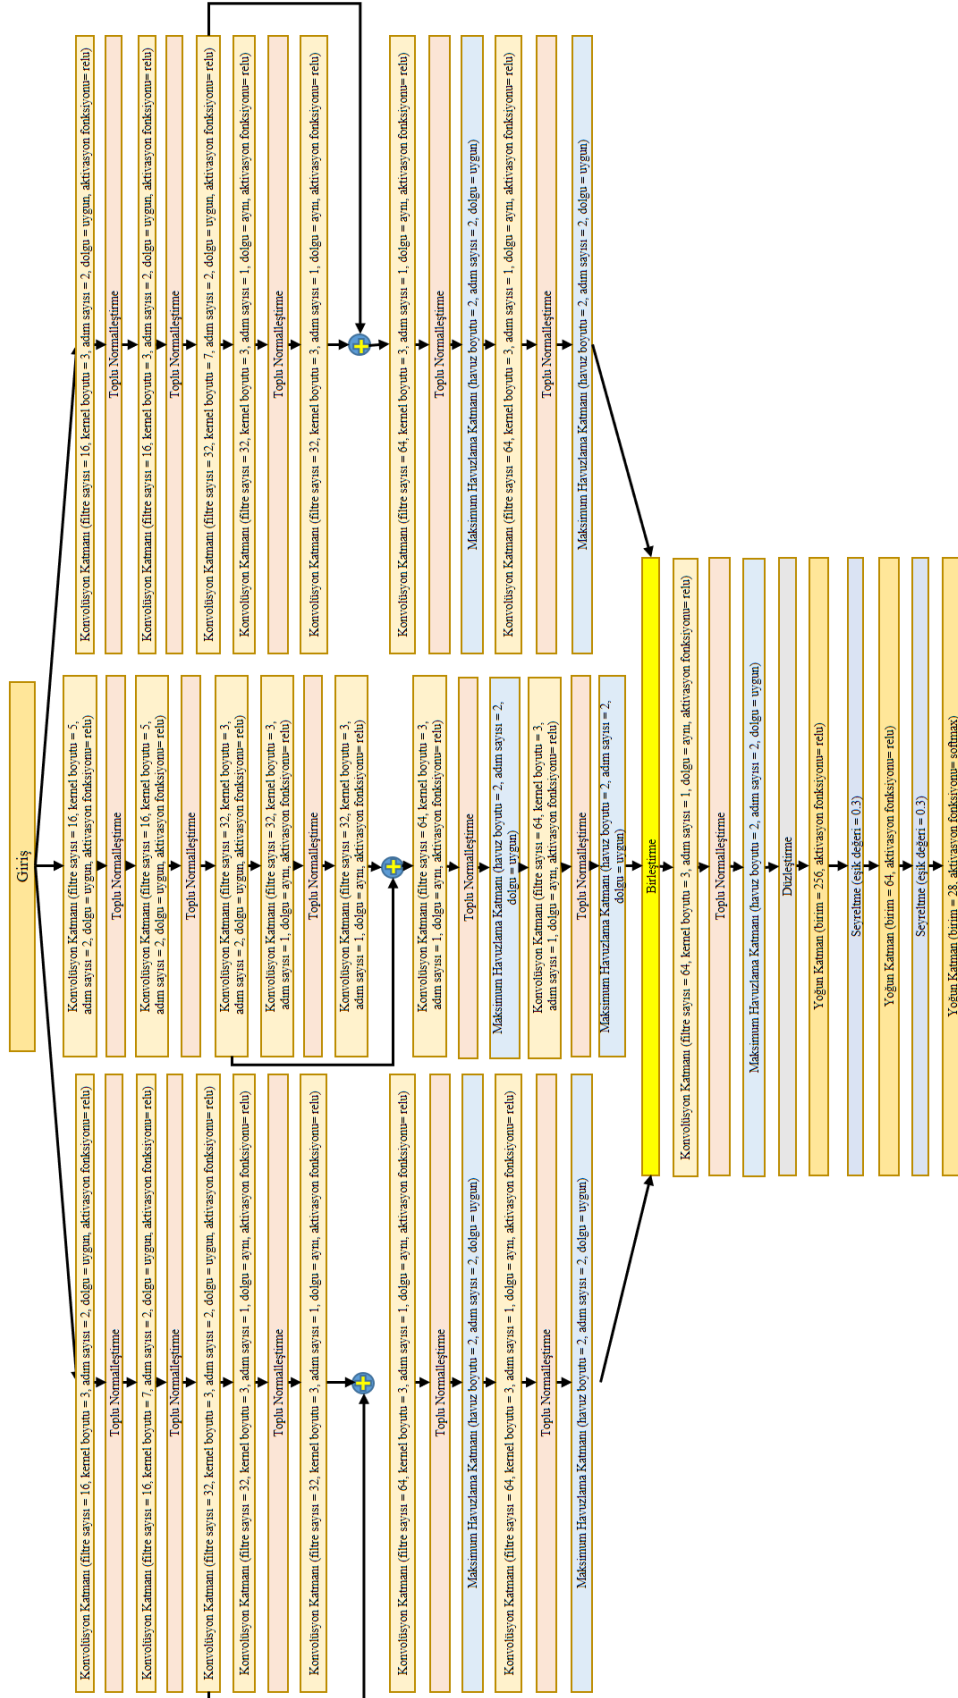 Giriş
Konvolüsyon Katmanı (filtre sayısı = 16, kernel boyutu = 3, adım sayısı = 2, dolgu = uygun, aktivasyon fonksiyonu= relu)
Toplu Normalleştirme
Konvolüsyon Katmanı (filtre sayısı = 16, kernel boyutu = 7, adım sayısı = 2, dolgu = uygun, aktivasyon fonksiyonu= relu)
Toplu Normalleştirme
Konvolüsyon Katmanı (filtre sayısı = 32, kernel boyutu = 3, adım sayısı = 2, dolgu = uygun, aktivasyon fonksiyonu= relu)
Konvolüsyon Katmanı (filtre sayısı = 32, kernel boyutu = 3, adım sayısı = 1, dolgu = aynı, aktivasyon fonksiyonu= relu)
Toplu Normalleştirme
Konvolüsyon Katmanı (filtre sayısı = 32, kernel boyutu = 3, adım sayısı = 1, dolgu = aynı, aktivasyon fonksiyonu= relu)
Konvolüsyon Katmanı (filtre sayısı = 64, kernel boyutu = 3, adım sayısı = 1, dolgu = aynı, aktivasyon fonksiyonu= relu)
Toplu Normalleştirme
Maksimum Havuzlama Katmanı (havuz boyutu = 2, adım sayısı = 2, dolgu = uygun)
Konvolüsyon Katmanı (filtre sayısı = 64, kernel boyutu = 3, adım sayısı = 1, dolgu = aynı, aktivasyon fonksiyonu= relu)
Toplu Normalleştirme
Maksimum Havuzlama Katmanı (havuz boyutu = 2, adım sayısı = 2, dolgu = uygun)
Konvolüsyon Katmanı (filtre sayısı = 16, kernel boyutu = 5,
adım sayısı = 2, dolgu = uygun, aktivasyon fonksiyonu= relu)
Toplu Normalleştirme
Konvolüsyon Katmanı (filtre sayısı = 16, kernel boyutu = 5,
adım sayısı = 2, dolgu = uygun, aktivasyon fonksiyonu= relu)
Toplu Normalleştirme
Konvolüsyon Katmanı (filtre sayısı = 32, kernel boyutu = 3,
adım sayısı = 2, dolgu = uygun, aktivasyon fonksiyonu= relu)
Konvolüsyon Katmanı (filtre sayısı = 32, kernel boyutu = 3,
adım sayısı = 1, dolgu = aynı, aktivasyon fonksiyonu= relu)
Toplu Normalleştirme
Konvolüsyon Katmanı (filtre sayısı = 32, kernel boyutu = 3,
adım sayısı = 1, dolgu = aynı, aktivasyon fonksiyonu= relu)
Konvolüsyon Katmanı (filtre sayısı = 64, kernel boyutu = 3,
adım sayısı = 1, dolgu = aynı, aktivasyon fonksiyonu= relu)
Toplu Normalleştirme
Maksimum Havuzlama Katmanı (havuz boyutu = 2, adım sayısı = 2,
dolgu = uygun)
Konvolüsyon Katmanı (filtre sayısı = 64, kernel boyutu = 3,
adım sayısı = 1, dolgu = aynı, aktivasyon fonksiyonu= relu)
Toplu Normalleştirme
Maksimum Havuzlama Katmanı (havuz boyutu = 2, adım sayısı = 2,
dolgu = uygun)
Konvolüsyon Katmanı (filtre sayısı = 16, kernel boyutu = 3, adım sayısı = 2, dolgu = uygun, aktivasyon fonksiyonu= relu)
Toplu Normalleştirme
Konvolüsyon Katmanı (filtre sayısı = 16, kernel boyutu = 3, adım sayısı = 2, dolgu = uygun, aktivasyon fonksiyonu= relu)
Toplu Normalleştirme
Konvolüsyon Katmanı (filtre sayısı = 32, kernel boyutu = 7, adım sayısı = 2, dolgu = uygun, aktivasyon fonksiyonu= relu)
Konvolüsyon Katmanı (filtre sayısı = 32, kernel boyutu = 3, adım sayısı = 1, dolgu = aynı, aktivasyon fonksiyonu= relu)
Toplu Normalleştirme
Konvolüsyon Katmanı (filtre sayısı = 32, kernel boyutu = 3, adım sayısı = 1, dolgu = aynı, aktivasyon fonksiyonu= relu)
Konvolüsyon Katmanı (filtre sayısı = 64, kernel boyutu = 3, adım sayısı = 1, dolgu = aynı, aktivasyon fonksiyonu= relu)
Toplu Normalleştirme
Maksimum Havuzlama Katmanı (havuz boyutu = 2, adım sayısı = 2, dolgu = uygun)
Konvolüsyon Katmanı (filtre sayısı = 64, kernel boyutu = 3, adım sayısı = 1, dolgu = aynı, aktivasyon fonksiyonu= relu)
Toplu Normalleştirme
Maksimum Havuzlama Katmanı (havuz boyutu = 2, adım sayısı = 2, dolgu = uygun)
Birleştirme
Konvolüsyon Katmanı (filtre sayısı = 64, kernel boyutu = 3, adım sayısı = 1, dolgu = aynı, aktivasyon fonksiyonu= relu)
Toplu Normalleştirme
Maksimum Havuzlama Katmanı (havuz boyutu = 2, adım sayısı = 2, dolgu = uygun)
Düzleştirme
Yoğun Katman (birim = 256, aktivasyon fonksiyonu= relu)
Seyreltme (eşik değeri = 0.3)
Yoğun Katman (birim = 64, aktivasyon fonksiyonu= relu)
Seyreltme (eşik değeri = 0.3)
Yoğun Katman (birim = 28, aktivasyon fonksiyonu= softmax)